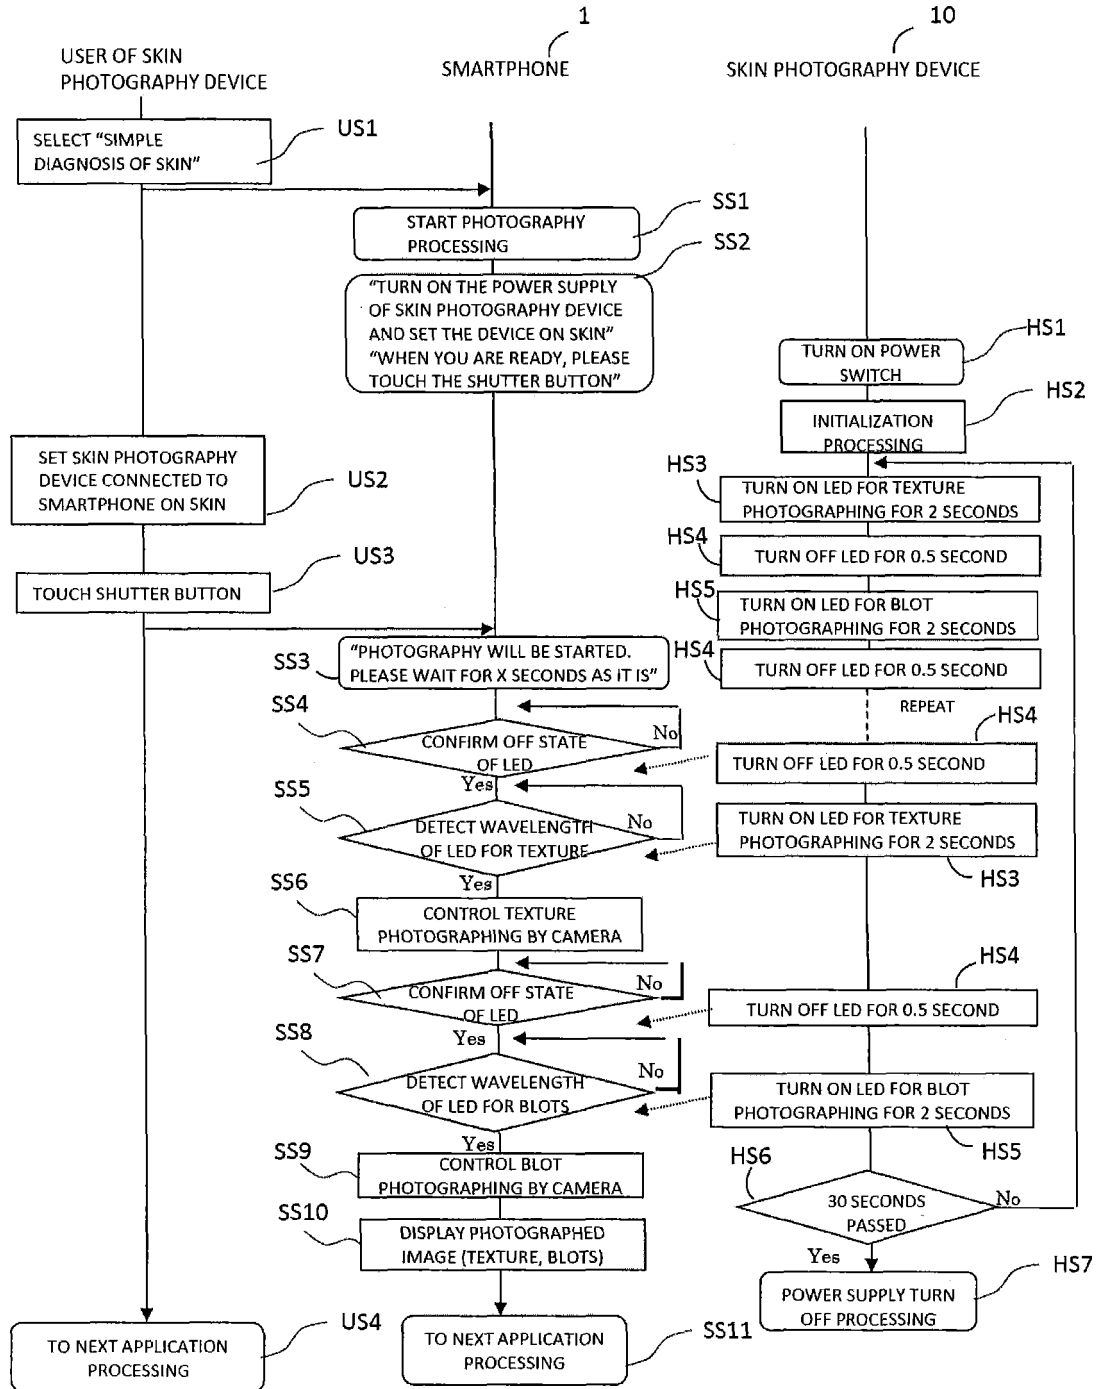 1
10
USER OF SKIN
PHOTOGRAPHY DEVICE
SMARTPHONE
SKIN PHOTOGRAPHY DEVICE
SELECT “SIMPLE
DIAGNOSIS OF SKIN”
US1
START PHOTOGRAPHY
PROCESSING
SS1
SS2
“TURN ON THE POWER SUPPLY
OF SKIN PHOTOGRAPHY DEVICE
AND SET THE DEVICE ON SKIN”
“WHEN YOU ARE READY, PLEASE
TOUCH THE SHUTTER BUTTON”
HS1
TURN ON POWER
SWITCH
HS2
INITIALIZATION
PROCESSING
SET SKIN PHOTOGRAPHY
DEVICE CONNECTED TO
SMARTPHONE ON SKIN
US2
HS3
TURN ON LED FOR TEXTURE
PHOTOGRAPHING FOR 2 SECONDS
HS4
TURN OFF LED FOR 0.5 SECOND
US3
TOUCH SHUTTER BUTTON
HS5
TURN ON LED FOR BLOT
PHOTOGRAPHING FOR 2 SECONDS
HS4
TURN OFF LED FOR 0.5 SECOND
SS3
“PHOTOGRAPHY WILL BE STARTED.
PLEASE WAIT FOR X SECONDS AS IT IS”
REPEAT
SS4
CONFIRM OFF STATE
OF LED
No
Yes
HS4
TURN OFF LED FOR 0.5 SECOND
SS5
DETECT WAVELENGTH
OF LED FOR TEXTURE
No
Yes
TURN ON LED FOR TEXTURE
PHOTOGRAPHING FOR 2 SECONDS
HS3
SS6
CONTROL TEXTURE
PHOTOGRAPHING BY CAMERA
SS7
CONFIRM OFF STATE
OF LED
No
Yes
HS4
TURN OFF LED FOR 0.5 SECOND
SS8
DETECT WAVELENGTH
OF LED FOR BLOTS
No
Yes
TURN ON LED FOR BLOT
PHOTOGRAPHING FOR 2 SECONDS
HS5
SS9
CONTROL BLOT
PHOTOGRAPHING BY CAMERA
HS6
30 SECONDS
PASSED
No
Yes
SS10
DISPLAY PHOTOGRAPHED
IMAGE (TEXTURE, BLOTS)
HS7
POWER SUPPLY TURN
OFF PROCESSING
US4
TO NEXT APPLICATION
PROCESSING
TO NEXT APPLICATION
PROCESSING
SS11